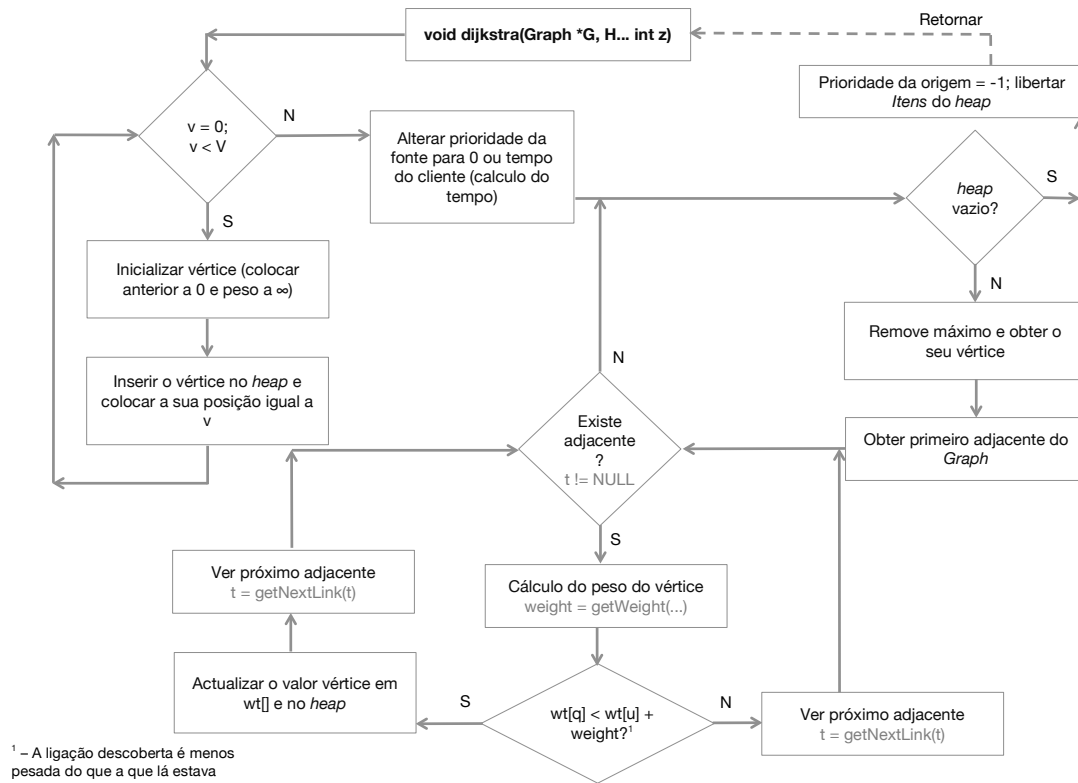 void dijkstra(Graph *G, H... int z)
Retornar
Prioridade da origem = -1; libertar
Itens do heap
v = 0;
v < V
N
Alterar prioridade da
fonte para 0 ou tempo
do cliente (calculo do
tempo)
heap
vazio?
S
S
Inicializar vértice (colocar
anterior a 0 e peso a ∞)
N
Remove máximo e obter o
seu vértice
Inserir o vértice no heap e
colocar a sua posição igual a
v
N
Existe
adjacente
?
t != NULL
Obter primeiro adjacente do
Graph
S
Ver próximo adjacente
t = getNextLink(t)
Cálculo do peso do vértice
weight = getWeight(...)
Actualizar o valor vértice em
wt[] e no heap
S
wt[q] < wt[u] +
weight?¹
N
Ver próximo adjacente
t = getNextLink(t)
¹ – A ligação descoberta é menos
pesada do que a que lá estava